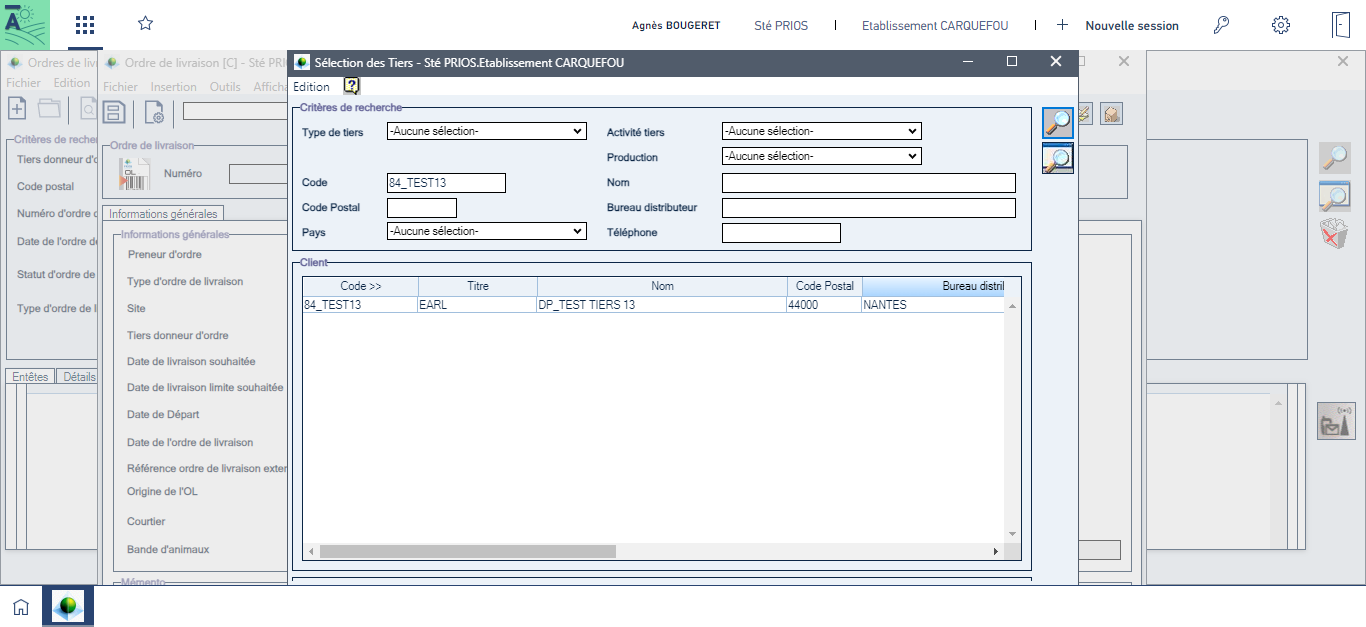 Agnès BOUGERET Sté PRIOS Etablissement CARQUEFOU Nouvelle session
Ordres de livr
Fichier Edition
Critères de recher
Tiers donneur d'o
Code postal
Numéro d'ordre d
Date de l'ordre de
Statut d'ordre de
Type d'ordre de l
Entêtes Détails
Ordre de livraison [C] - Sté PRI
Fichier Insertion Outils Afficha
Ordre de livraison
OL
Numéro
Informations générales
Informations générales
Preneur d'ordre
Type d'ordre de livraison
Site
Tiers donneur d'ordre
Date de livraison souhaitée
Date de livraison limite souhaitée
Date de Départ
Date de l'ordre de livraison
Référence ordre de livraison exter
Origine de l'OL
Courtier
Bande d'animaux
Mémento
Sélection des Tiers - Sté PRIOS.Etablissement CARQUEFOU
Edition
Critères de recherche
Type de tiers -Aucune sélection- Activité tiers -Aucune sélection-
Production -Aucune sélection-
Code 84_TEST13 Nom
Code Postal Bureau distributeur
Pays -Aucune sélection- Téléphone
Client
Code >> Titre Nom Code Postal Bureau distril
84_TEST13 EARL DP_TEST TIERS 13 44000 NANTES